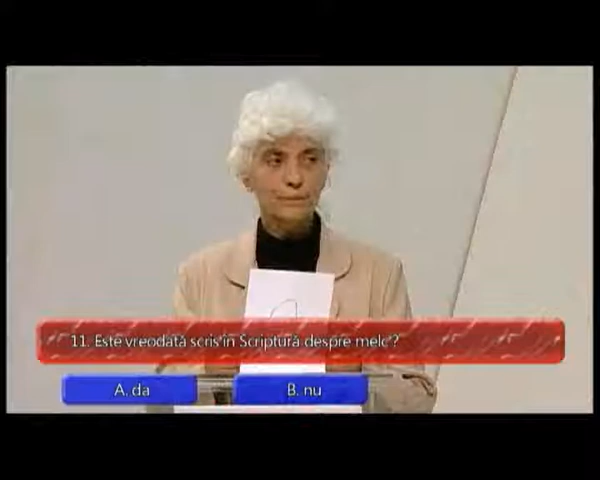 11. Este vreodată scris în Scriptură despre melc?
A. da
B. nu